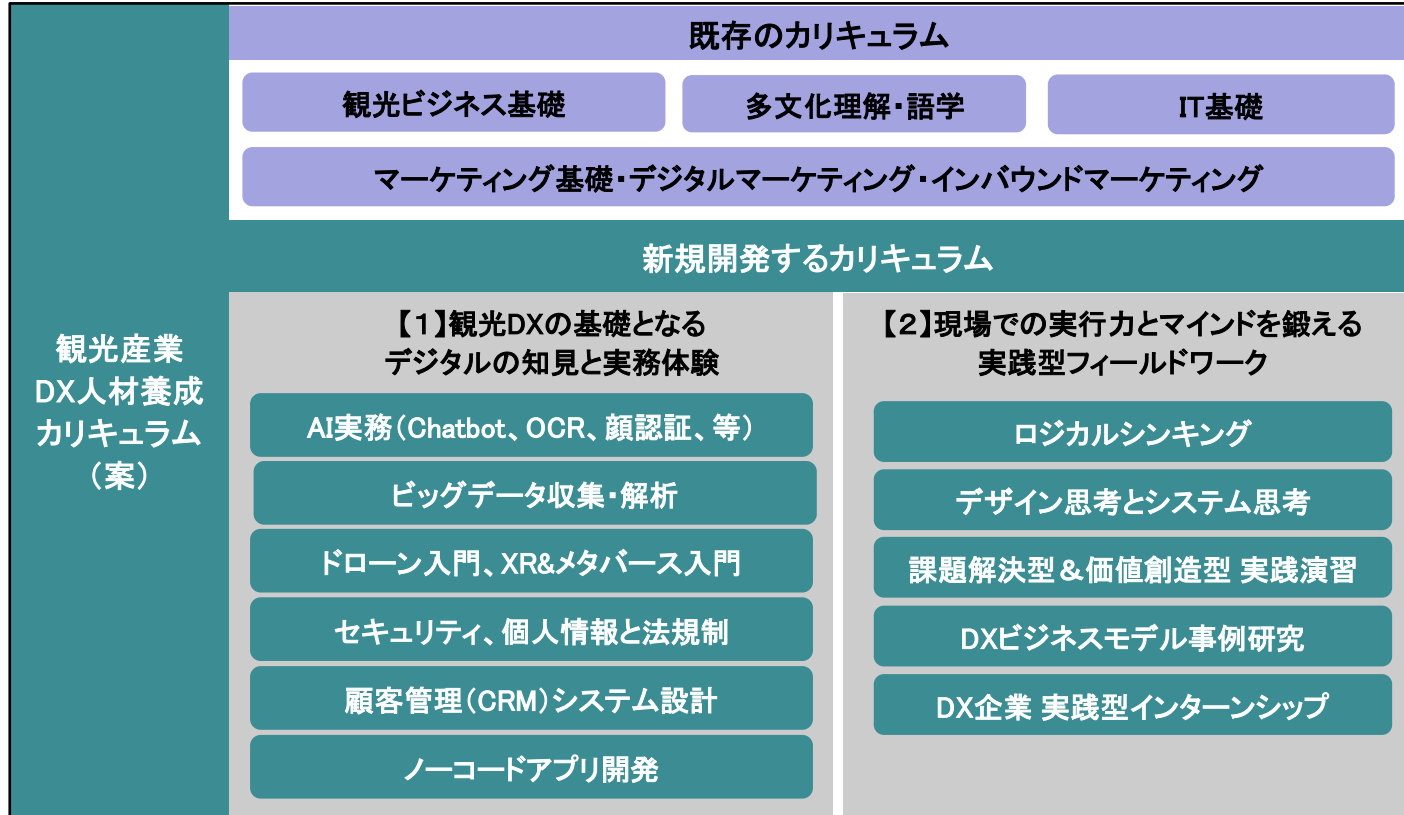 観光産業
DX人材養成
カリキュラム
（案）
既存のカリキュラム
観光ビジネス基礎
多文化理解・語学
IT基礎
マーケティング基礎・デジタルマーケティング・インバウンドマーケティング
新規開発するカリキュラム
【１】観光DXの基礎となる
デジタルの知見と実務体験
AI実務（Chatbot、OCR、顔認証、等）
ビッグデータ収集・解析
ドローン入門、XR&メタバース入門
セキュリティ、個人情報と法規制
顧客管理（CRM）システム設計
ノーコードアプリ開発
【２】現場での実行力とマインドを鍛える
実践型フィールドワーク
ロジカルシンキング
デザイン思考とシステム思考
課題解決型＆価値創造型 実践演習
DXビジネスモデル事例研究
DX企業 実践型インターンシップ